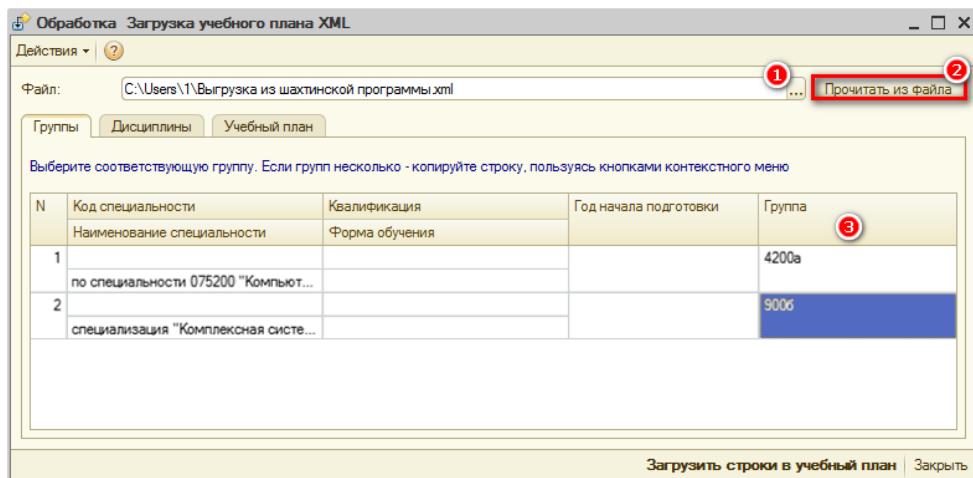 Обработка Загрузка учебного плана XML
Действия
?
1
2
Файл: C:\Users\1\Выгрузка из шахтинской программы.xml ... Прочитать из файла
Группы Дисциплины Учебный план
Выберите соответствующую группу. Если групп несколько - копируйте строку, пользуясь кнопками контекстного меню
N Код специальности Квалификация Год начала подготовки Группа
Наименование специальности Форма обучения
3
1 4200а
по специальности 075200 "Компьют...
2 900б
специализация "Комплексная систе...
Загрузить строки в учебный план Закрыть